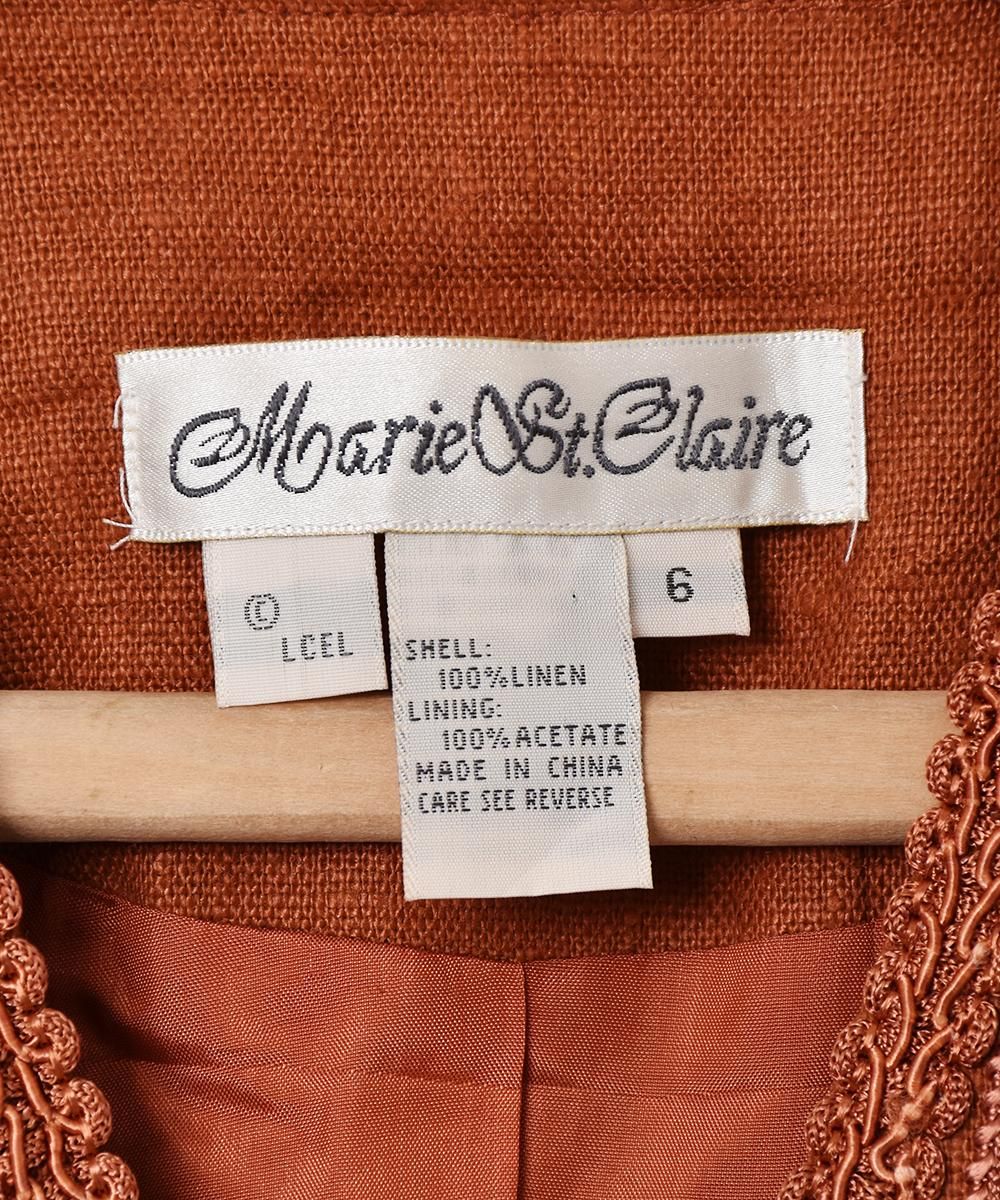 Marie St. Claire
©
LCEL
SHELL:
100% LINEN
LINING:
100% ACETATE
MADE IN CHINA
CARE SEE REVERSE
6